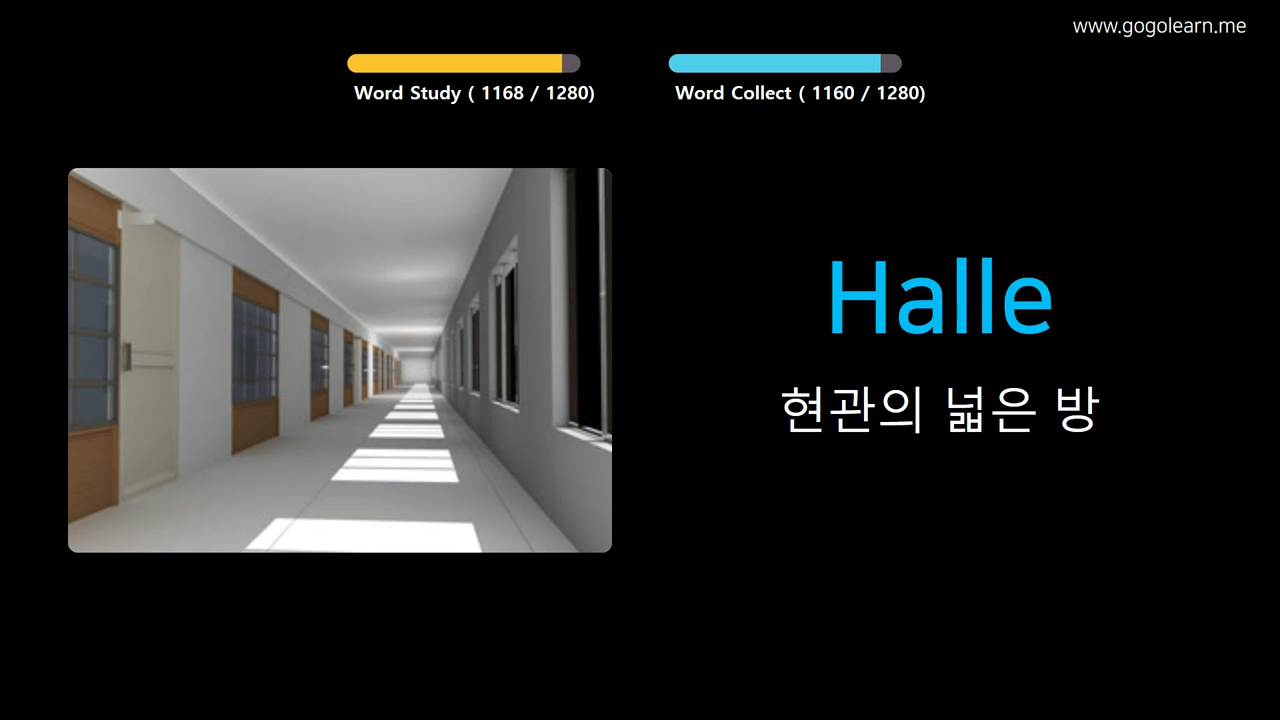 www.gogolearn.me
Word Study ( 1168 / 1280)
Word Collect ( 1160 / 1280)
Halle
현관의 넓은 방